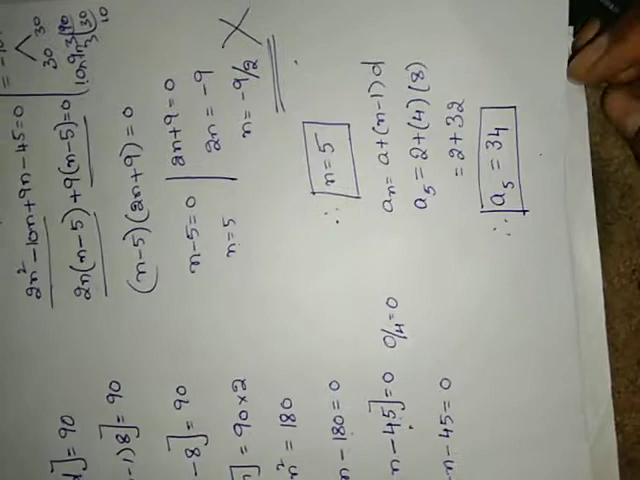 ] = 90
-1)8] = 90
-8] = 90
] = 90×2
n² = 180
n-180=0
n-45]=0 0/4=0
-n-45=0
2n²-10n+9n-45=0
2n(n-5)+9(n-5)=0
(n-5)(2n+9)=0
n-5=0 | 2n+9=0
n=5 2n=-9
n=-9/2 ×
∴ n=5
aₙ=a+(n-1)d
a₅=2+(4)(8)
=2+32
∴ a₅=34